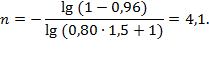 n = − lg (1 − 0,96) / lg (0,80 · 1,5 + 1) = 4,1.